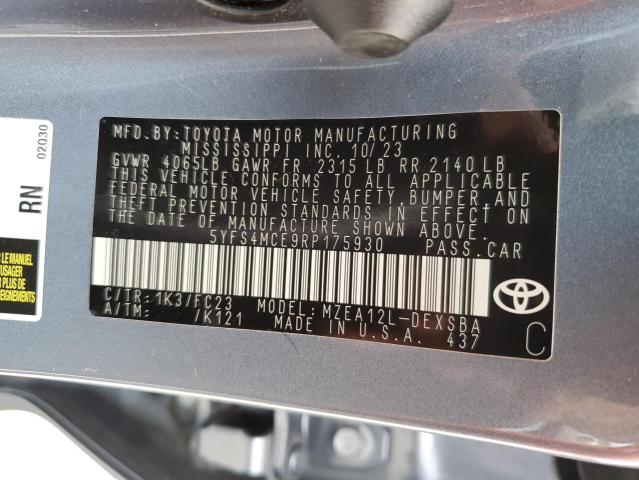 MFD. BY: TOYOTA MOTOR MANUFACTURING
MISSISSIPPI INC. 10/23
GVWR 4065LB GAWR FR 2315 LB RR 2140 LB
THIS VEHICLE CONFORMS TO ALL APPLICABLE
FEDERAL MOTOR VEHICLE SAFETY, BUMPER, AND
THEFT PREVENTION STANDARDS IN EFFECT ON
THE DATE OF MANUFACTURE SHOWN ABOVE.
5YFS4MCE9RP175930 PASS. CAR
C/TR: 1K3/FC23 MODEL: MZEA12L-DEXSBA
A/TM: /K121 MADE IN U.S.A. 437
C
RN
02030
LE MANUEL